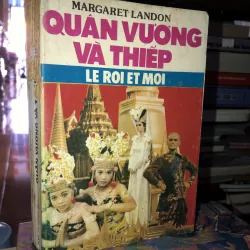 MARGARET LANDON
QUÂN VƯƠNG
VÀ THIẾP
LE ROI ET MOI